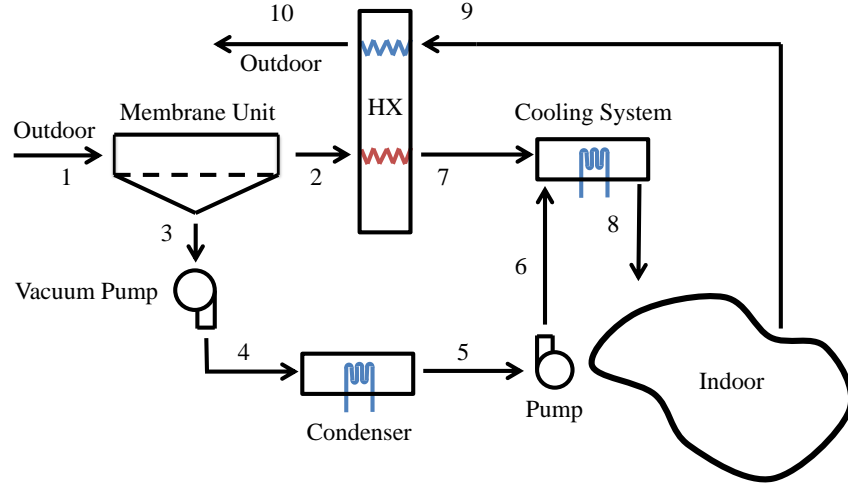 10
9
Outdoor
HX
Membrane Unit
Cooling System
Outdoor
1
2
7
3
8
6
Vacuum Pump
4
5
Indoor
Pump
Condenser